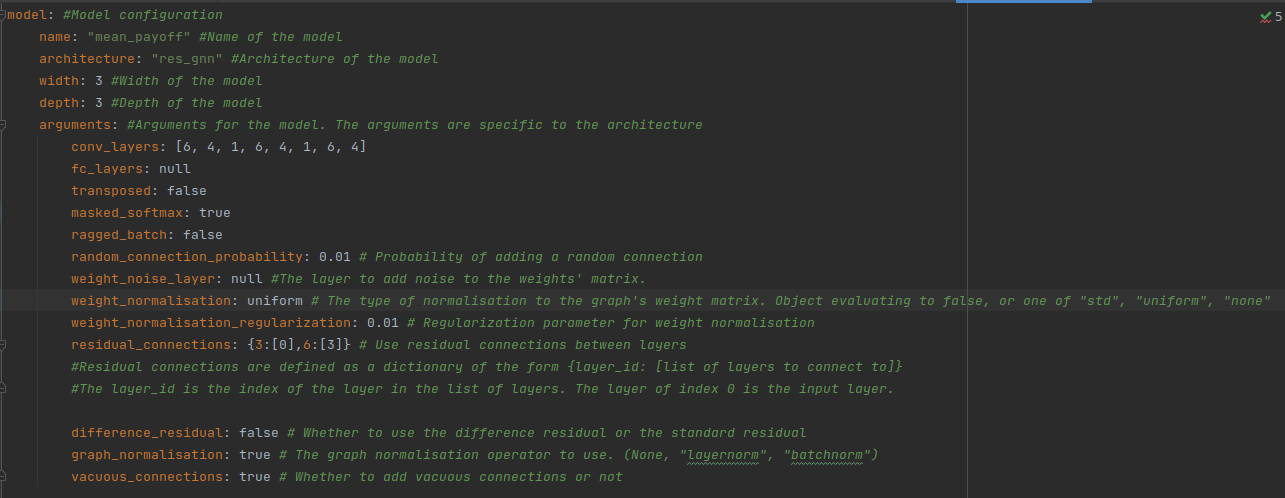 model: #Model configuration
5
name: "mean_payoff" #Name of the model
architecture: "res_gnn" #Architecture of the model
width: 3 #Width of the model
depth: 3 #Depth of the model
arguments: #Arguments for the model. The arguments are specific to the architecture
conv_layers: [6, 4, 1, 6, 4, 1, 6, 4]
fc_layers: null
transposed: false
masked_softmax: true
ragged_batch: false
random_connection_probability: 0.01 # Probability of adding a random connection
weight_noise_layer: null #The layer to add noise to the weights' matrix.
weight_normalisation: uniform # The type of normalisation to the graph's weight matrix. Object evaluating to false, or one of "std", "uniform", "none"
weight_normalisation_regularization: 0.01 # Regularization parameter for weight normalisation
residual_connections: {3:[0],6:[3]} # Use residual connections between layers
#Residual connections are defined as a dictionary of the form {layer_id: [list of layers to connect to]}
#The layer_id is the index of the layer in the list of layers. The layer of index 0 is the input layer.
difference_residual: false # Whether to use the difference residual or the standard residual
graph_normalisation: true # The graph normalisation operator to use. (None, "layernorm", "batchnorm")
vacuous_connections: true # Whether to add vacuous connections or not